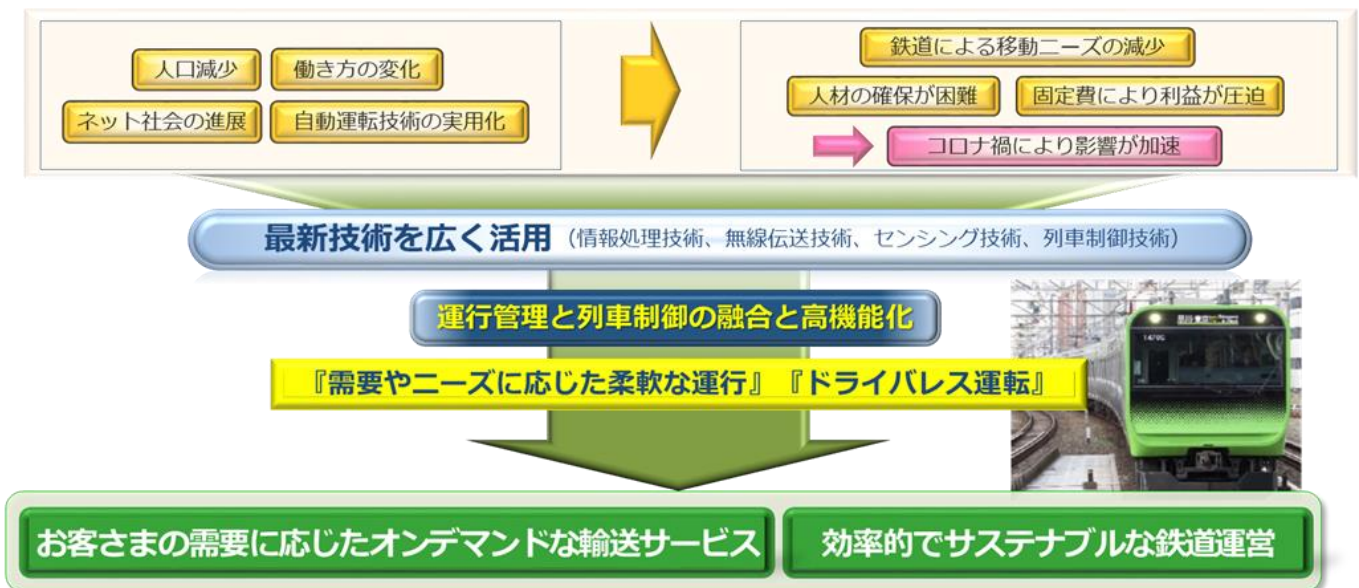 人口減少
働き方の変化
ネット社会の進展
自動運転技術の実用化
鉄道による移動ニーズの減少
人材の確保が困難
固定費により利益が圧迫
コロナ禍により影響が加速
最新技術を広く活用（情報処理技術、無線伝送技術、センシング技術、列車制御技術）
運行管理と列車制御の融合と高機能化
『需要やニーズに応じた柔軟な運行』『ドライバレス運転』
お客さまの需要に応じたオンデマンドな輸送サービス
効率的でサステナブルな鉄道運営